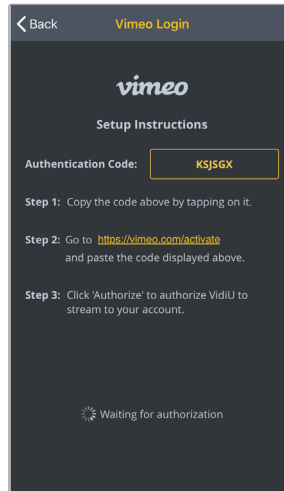 Back Vimeo Login
vimeo
Setup Instructions
Authentication Code: KSJSGX
Step 1: Copy the code above by tapping on it.
Step 2: Go to https://vimeo.com/activate
and paste the code displayed above.
Step 3: Click 'Authorize' to authorize VidiU to
stream to your account.
Waiting for authorization